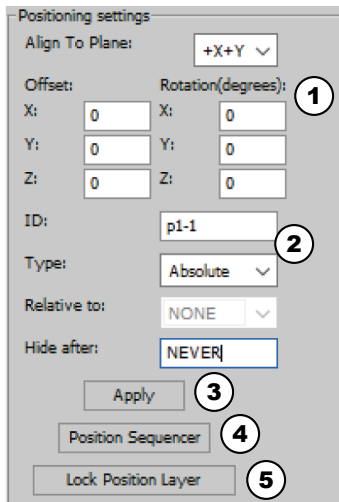 Positioning settings
Align To Plane: +X+Y
Offset: Rotation(degrees): 1
X: 0 X: 0
Y: 0 Y: 0
Z: 0 Z: 0
ID: p1-1
2
Type: Absolute
Relative to: NONE
Hide after: NEVER
Apply 3
Position Sequencer 4
Lock Position Layer 5